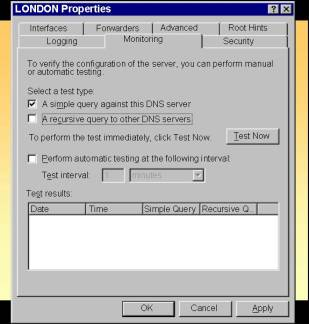 LONDON Properties
Interfaces Forwarders Advanced Root Hints
Logging Monitoring Security
To verify the configuration of the server, you can perform manual
or automatic testing.
Select a test type:
A simple query against this DNS server
A recursive query to other DNS servers
To perform the test immediately, click Test Now. Test Now
Perform automatic testing at the following interval:
Test interval: 1 minutes
Test results:
Date Time Simple Query Recursive Q...
OK Cancel Apply